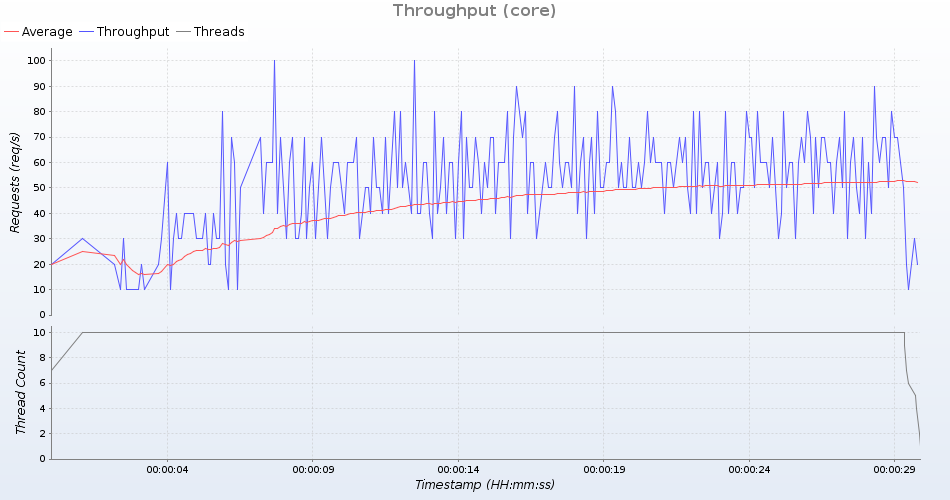 Throughput (core)
Average Throughput Threads
Requests (req/s)
100
90
80
70
60
50
40
30
20
10
0
Thread Count
10
8
6
4
2
0
00:00:04 00:00:09 00:00:14 00:00:19 00:00:24 00:00:29
Timestamp (HH:mm:ss)